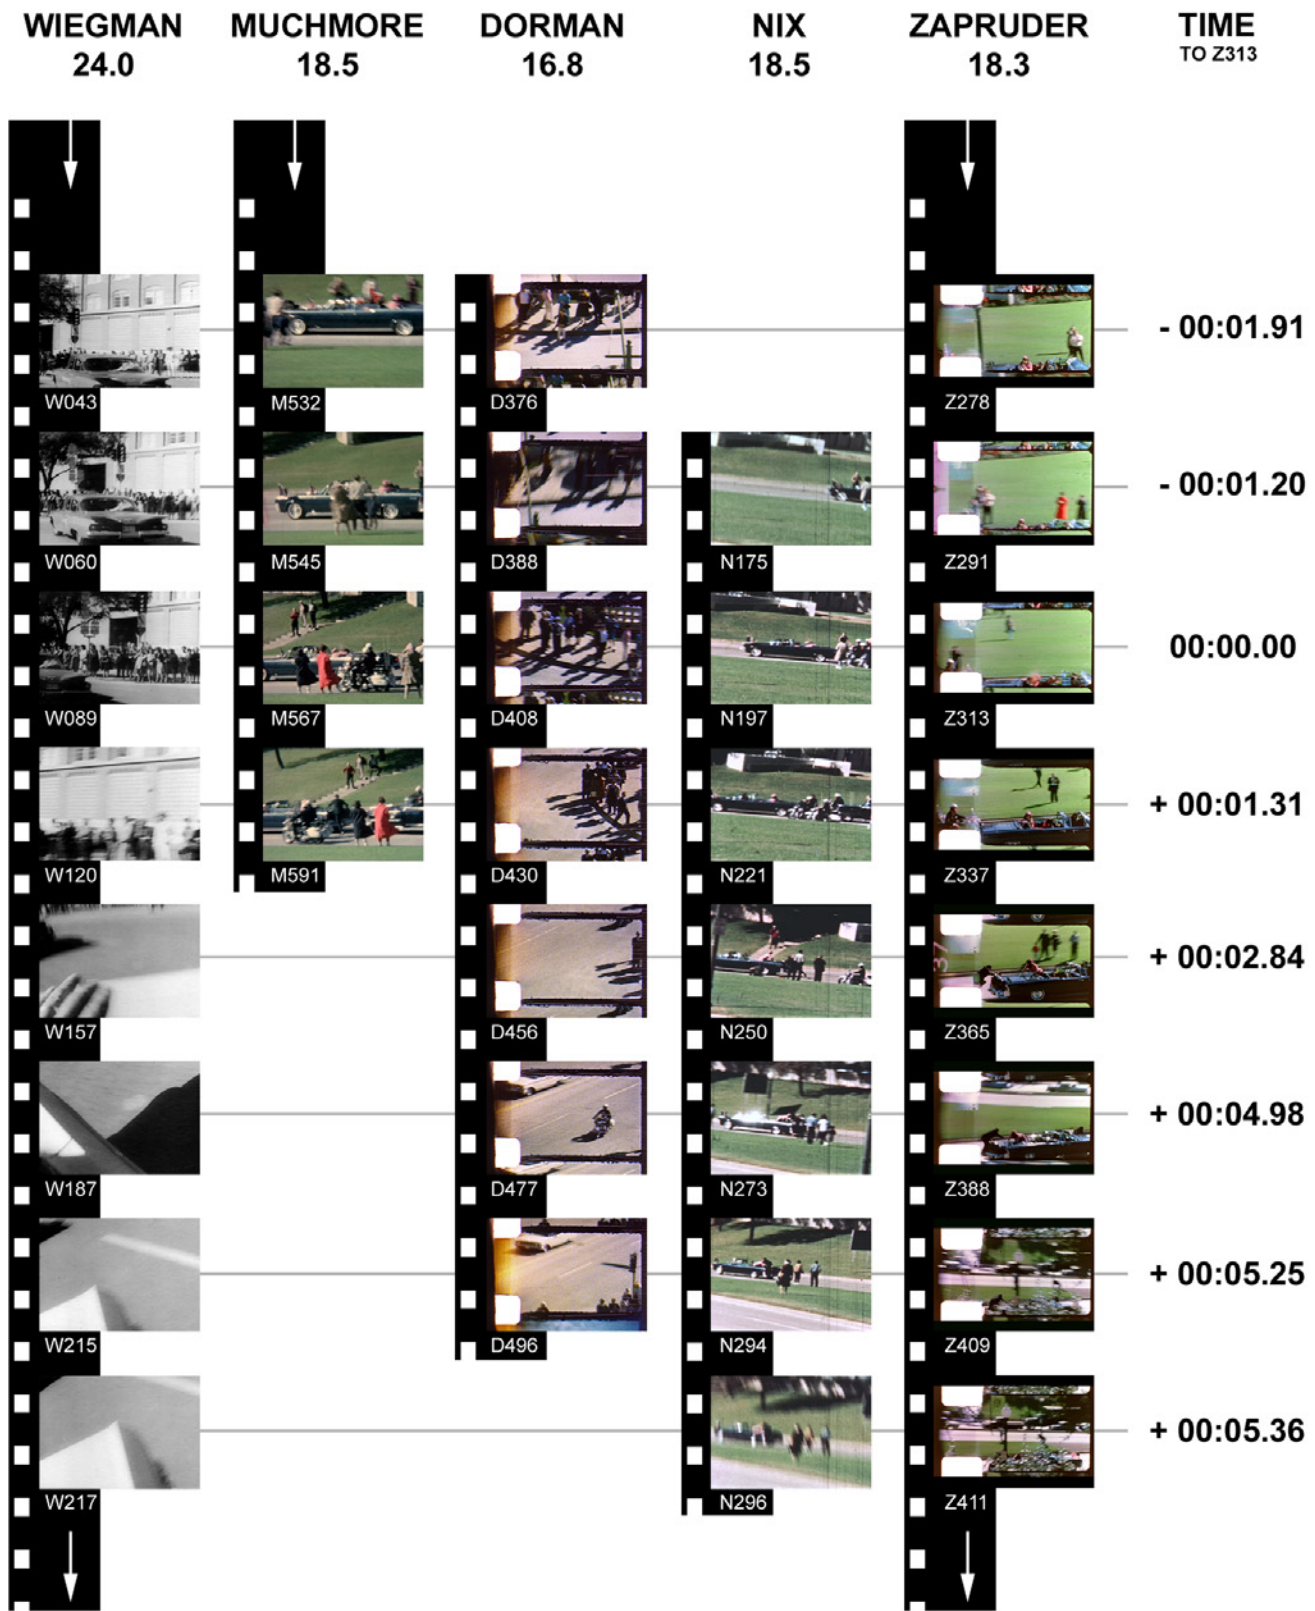 WIEGMAN MUCHMORE DORMAN NIX ZAPRUDER TIME
24.0 18.5 16.8 18.5 18.3 TO Z313
- 00:01.91
W043 M532 D376 Z278
- 00:01.20
W060 M545 D388 N175 Z291
00:00.00
W089 M567 D408 N197 Z313
+ 00:01.31
W120 M591 D430 N221 Z337
+ 00:02.84
W157 D456 N250 Z365
+ 00:04.98
W187 D477 N273 Z388
+ 00:05.25
W215 D496 N294 Z409
+ 00:05.36
W217 N296 Z411